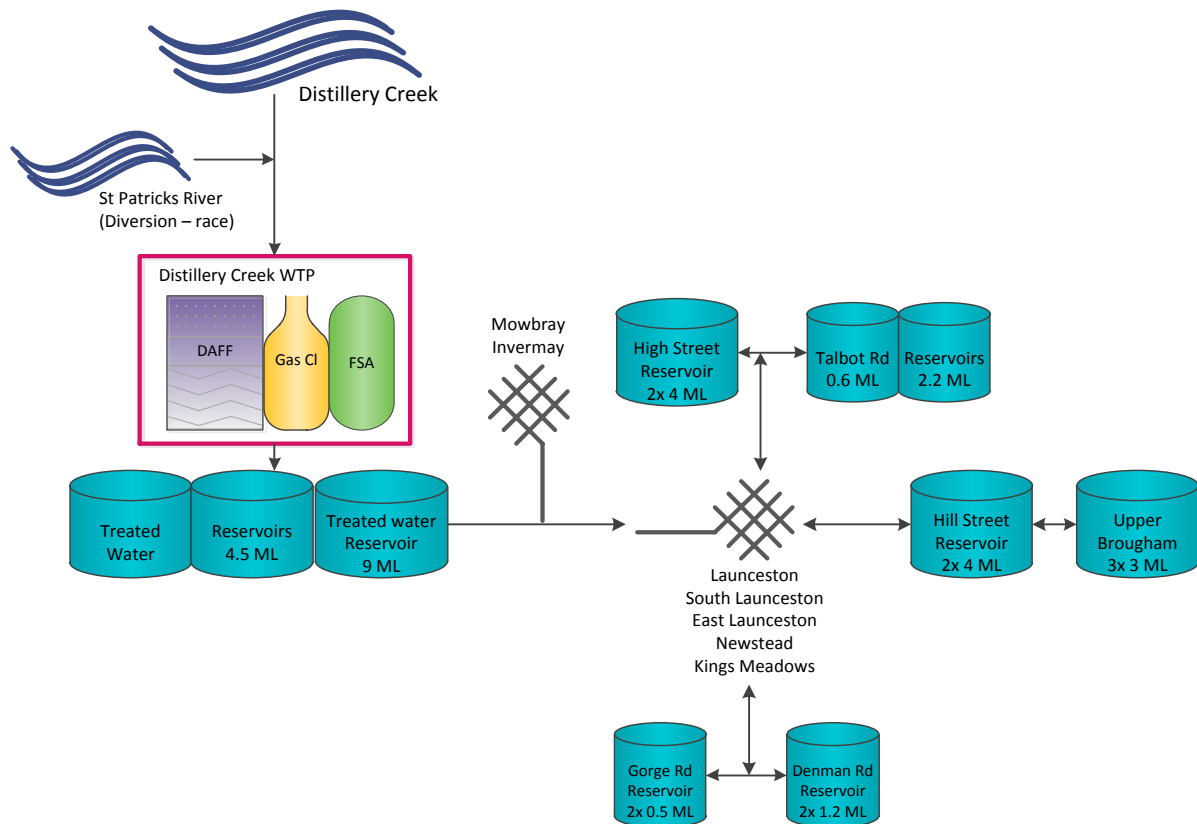 Distillery Creek
St Patricks River
(Diversion – race)
Distillery Creek WTP
DAFF
Gas Cl
FSA
Mowbray
Invermay
High Street
Reservoir
2x 4 ML
Talbot Rd
0.6 ML
Reservoirs
2.2 ML
Treated
Water
Reservoirs
4.5 ML
Treated water
Reservoir
9 ML
Hill Street
Reservoir
2x 4 ML
Upper
Brougham
3x 3 ML
Launceston
South Launceston
East Launceston
Newstead
Kings Meadows
Gorge Rd
Reservoir
2x 0.5 ML
Denman Rd
Reservoir
2x 1.2 ML